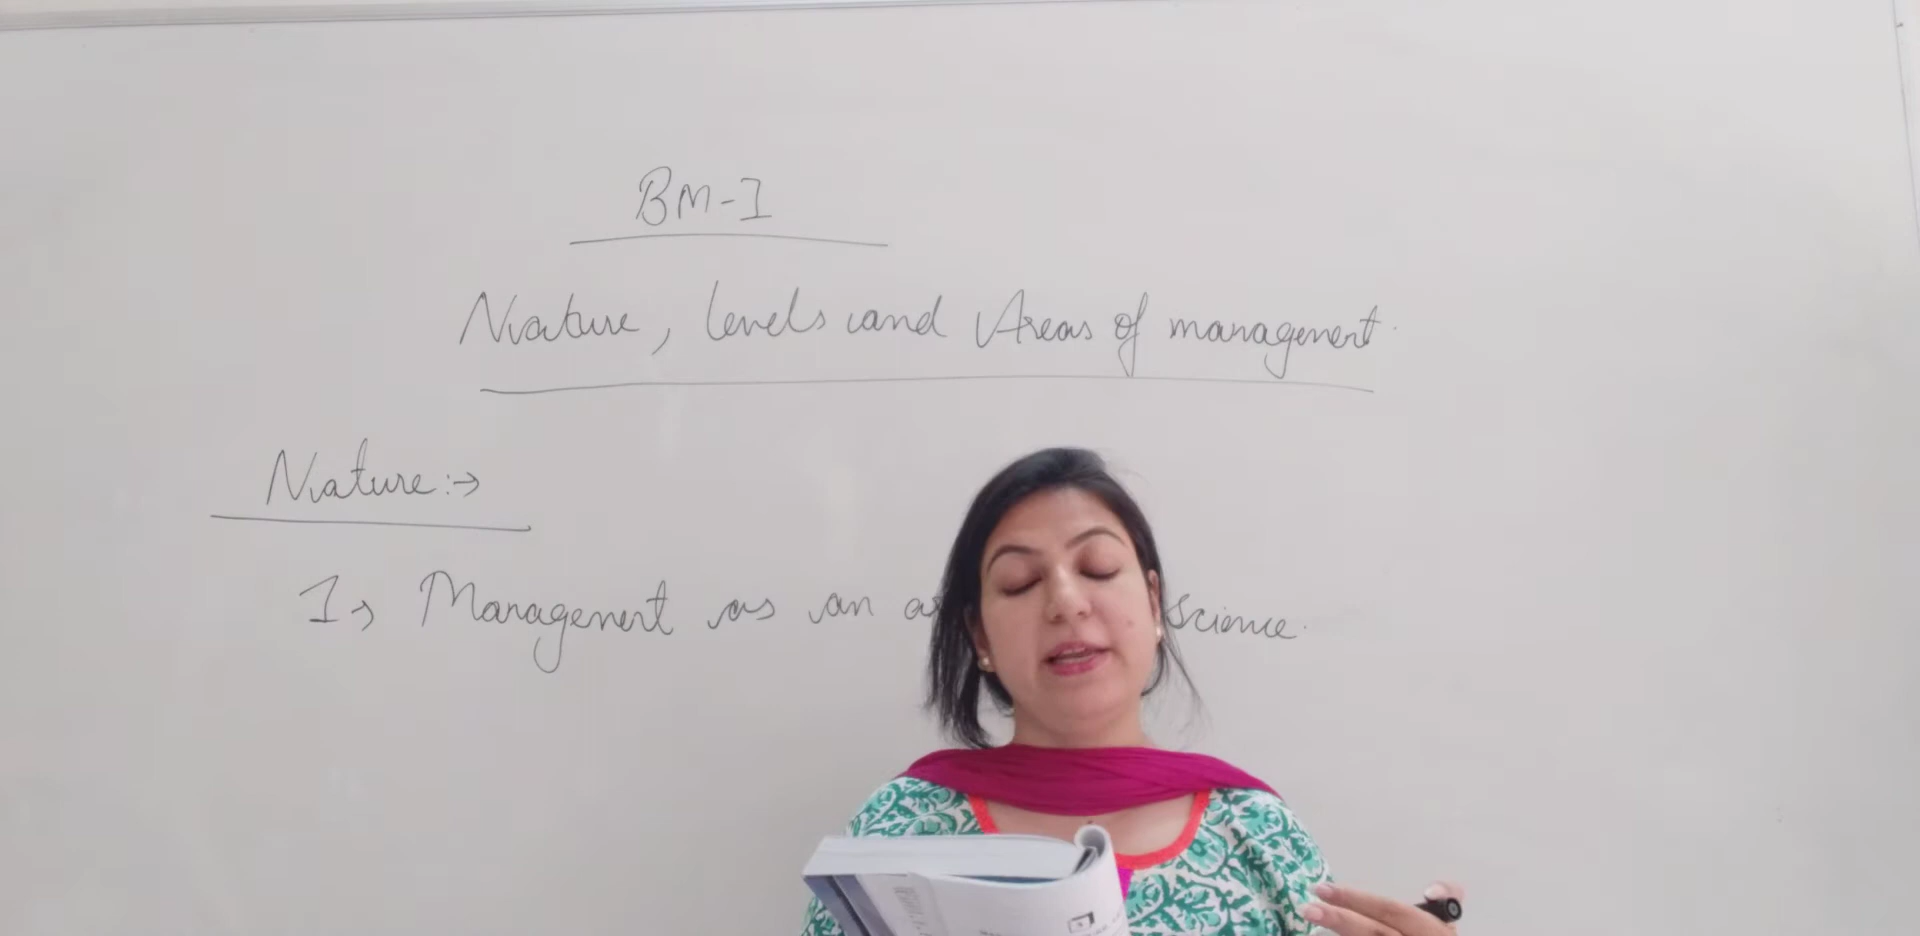 BM-I
Nature, levels and Areas of management.
Nature:→
1, Management as an science.